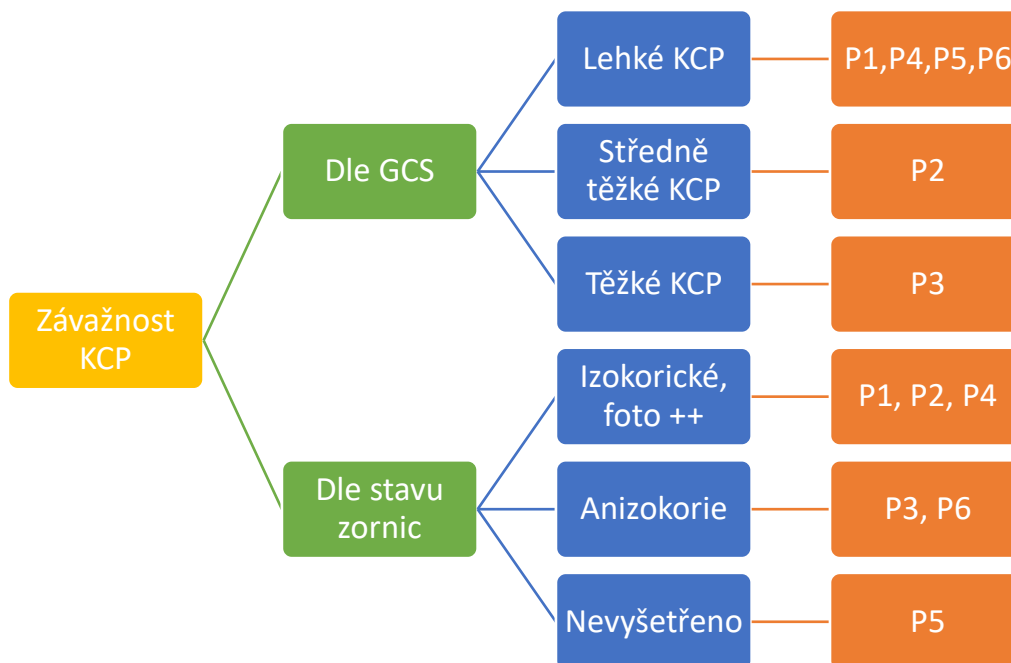 Závažnost
KCP
Dle GCS
Lehké KCP
P1,P4,P5,P6
Středně
těžké KCP
P2
Těžké KCP
P3
Dle stavu
zornic
Izokorické,
foto ++
P1, P2, P4
Anizokorie
P3, P6
Nevyšetřeno
P5